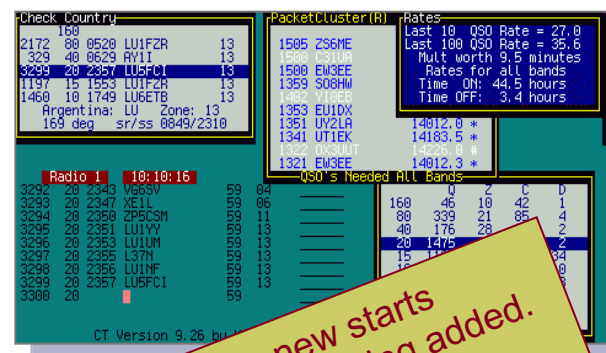 Check Country
160
2172 80 0520 LU1FZR 13
329 40 0629 AY1I 13
3299 20 2357 LU5FCI 13
1197 15 1553 LU1FZR 13
1460 10 1749 LU6ETB 13
Argentina: LU Zone: 13
169 deg sr/ss 0849/2310
PacketCluster(R)
1505 ZS6ME
1500 C31UA
1500 EW3EE
1359 SO8HW
1402 YI0EB
1353 EU1DX
1351 UY2LA 14012.0 *
1341 UT1EK 14183.5 *
1322 OX3UUT 14226.0 #
1321 EW3EE 14012.3 *
Rates
Last 10 QSO Rate = 27.0
Last 100 QSO Rate = 35.6
Mult worth 9.5 minutes
Rates for all bands
Time ON: 44.5 hours
Time OFF: 3.4 hours
Radio 1 10:10:16
3292 20 2343 VG6SV 59 04
3293 20 2347 XE1L 59 06
3294 20 2350 ZP5CSM 59 11
3295 20 2351 LU1YY 59 13
3296 20 2353 LU1UM 59 13
3297 20 2355 L37N 59 13
3298 20 2356 LU1NF 59 13
3299 20 2357 LU5FCI 59 13
3300 20 59
QSO's Needed All Bands
Q Z C D
160 46 10 42 1
80 339 21 85 4
40 176 28 2
20 1475 2
15
CT Version 9.26 by
new starts
added.